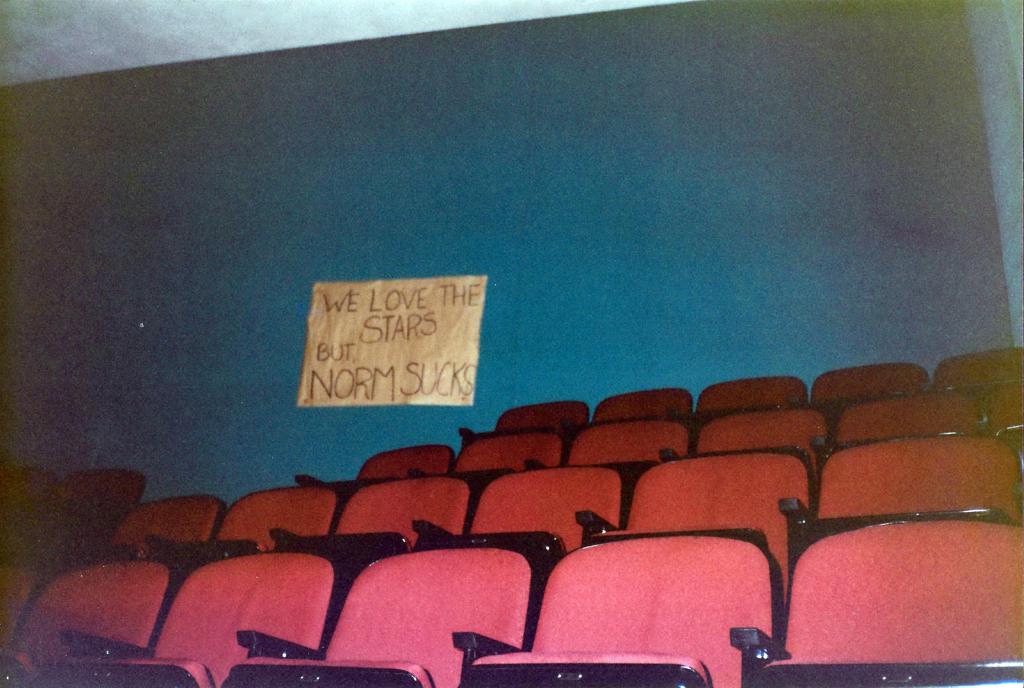 WE LOVE THE
STARS
BUT,
NORM SUCKS